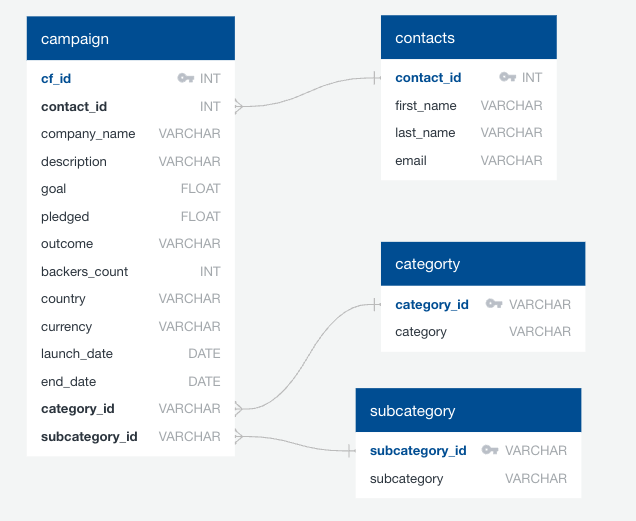 campaign
cf_id INT
contact_id INT
company_name VARCHAR
description VARCHAR
goal FLOAT
pledged FLOAT
outcome VARCHAR
backers_count INT
country VARCHAR
currency VARCHAR
launch_date DATE
end_date DATE
category_id VARCHAR
subcategory_id VARCHAR
contacts
contact_id INT
first_name VARCHAR
last_name VARCHAR
email VARCHAR
categorty
category_id VARCHAR
category VARCHAR
subcategory
subcategory_id VARCHAR
subcategory VARCHAR